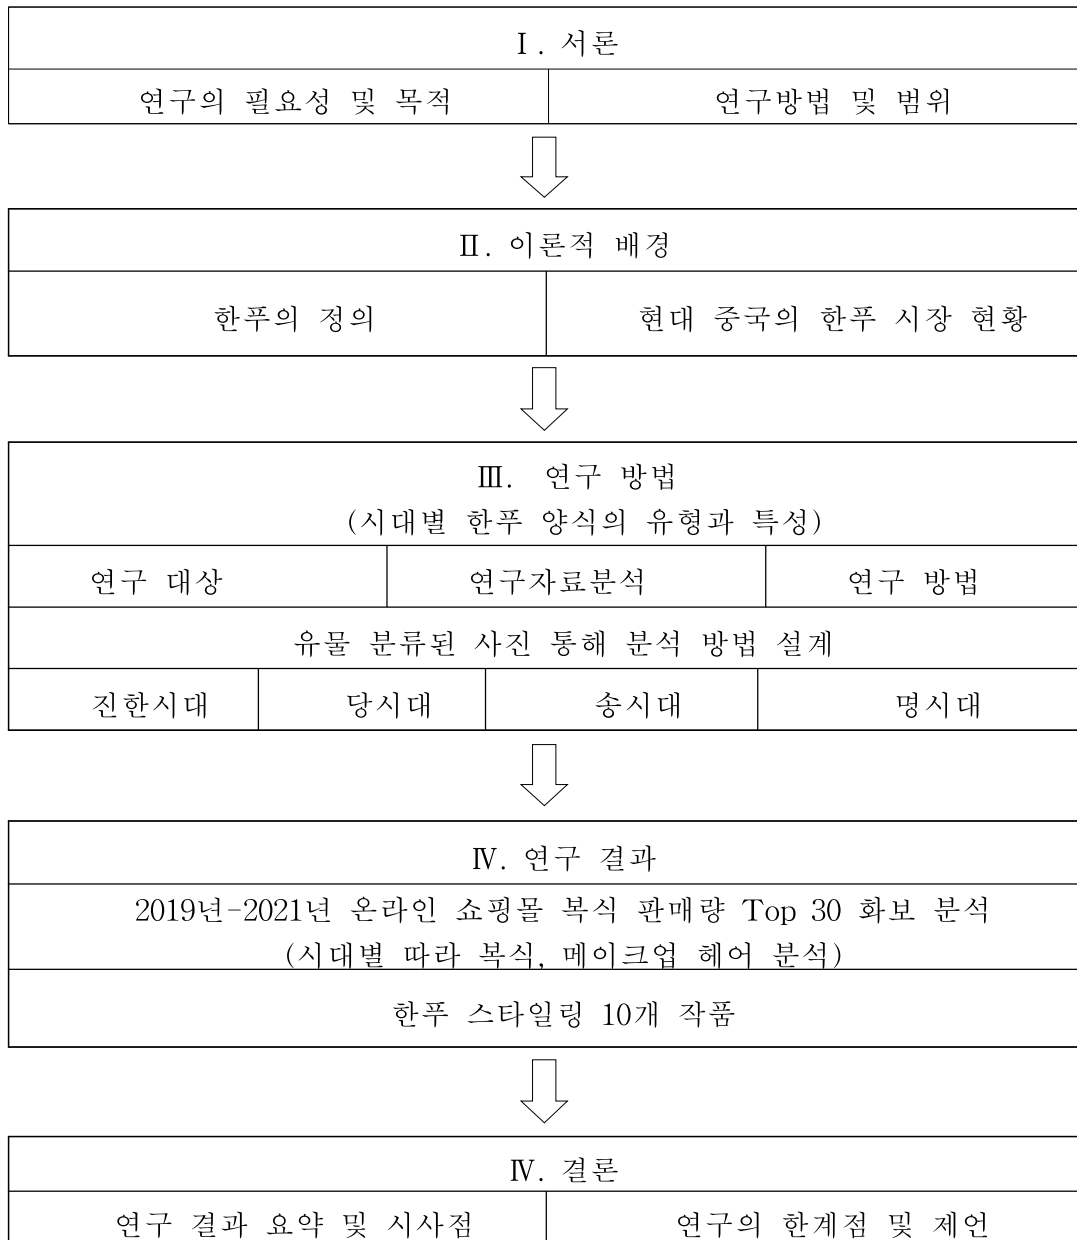 Ⅰ. 서론
연구의 필요성 및 목적
연구방법 및 범위
Ⅱ. 이론적 배경
한푸의 정의
현대 중국의 한푸 시장 현황
Ⅲ. 연구 방법
(시대별 한푸 양식의 유형과 특성)
연구 대상
연구자료분석
연구 방법
유물 분류된 사진 통해 분석 방법 설계
진한시대
당시대
송시대
명시대
Ⅳ. 연구 결과
2019년-2021년 온라인 쇼핑몰 복식 판매량 Top 30 화보 분석
(시대별 따라 복식, 메이크업 헤어 분석)
한푸 스타일링 10개 작품
Ⅳ. 결론
연구 결과 요약 및 시사점
연구의 한계점 및 제언